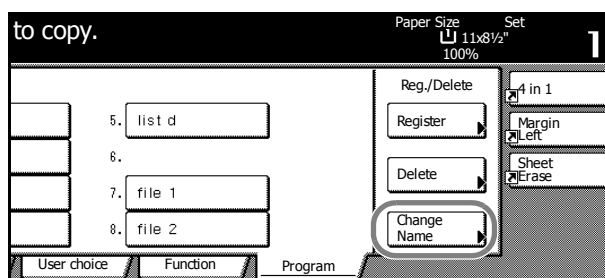 to copy.
Paper Size
Set
11x8½"
100%
1
Reg./Delete
4 in 1
5. list d
Register
Margin
Left
6.
Delete
Sheet
Erase
7. file 1
8. file 2
Change
Name
User choice
Function
Program